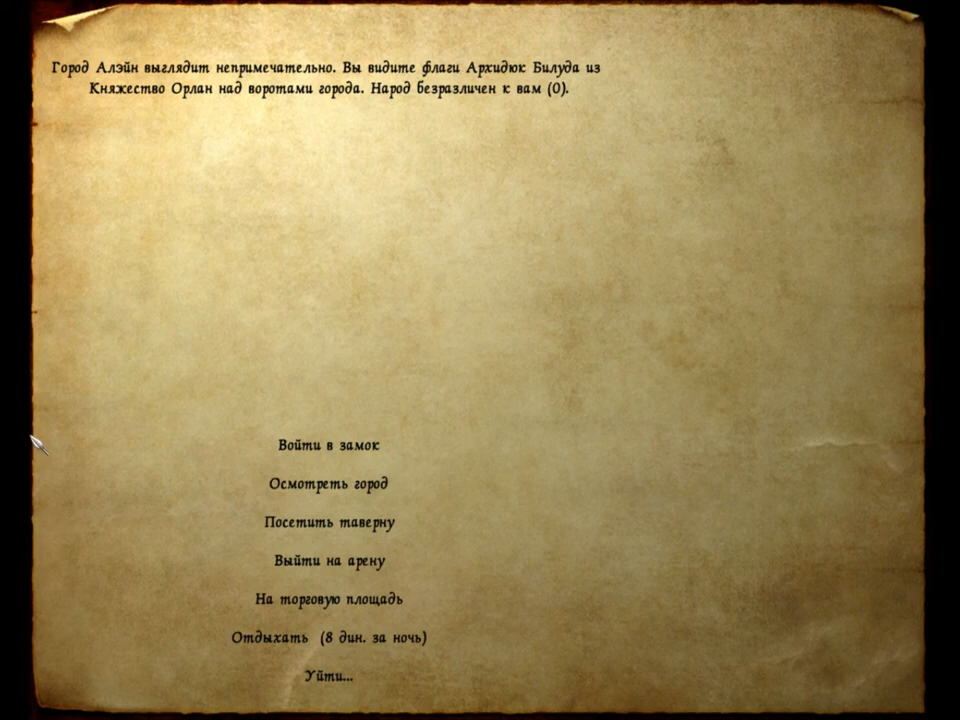 Город Алэйн выглядит непримечательно. Вы видите флаги Архидюк Билуда из
Княжество Орлан над воротами города. Народ безразличен к вам (0).
Войти в замок
Осмотреть город
Посетить таверну
Выйти на арену
На торговую площадь
Отдыхать (8 дин. за ночь)
Уйти...